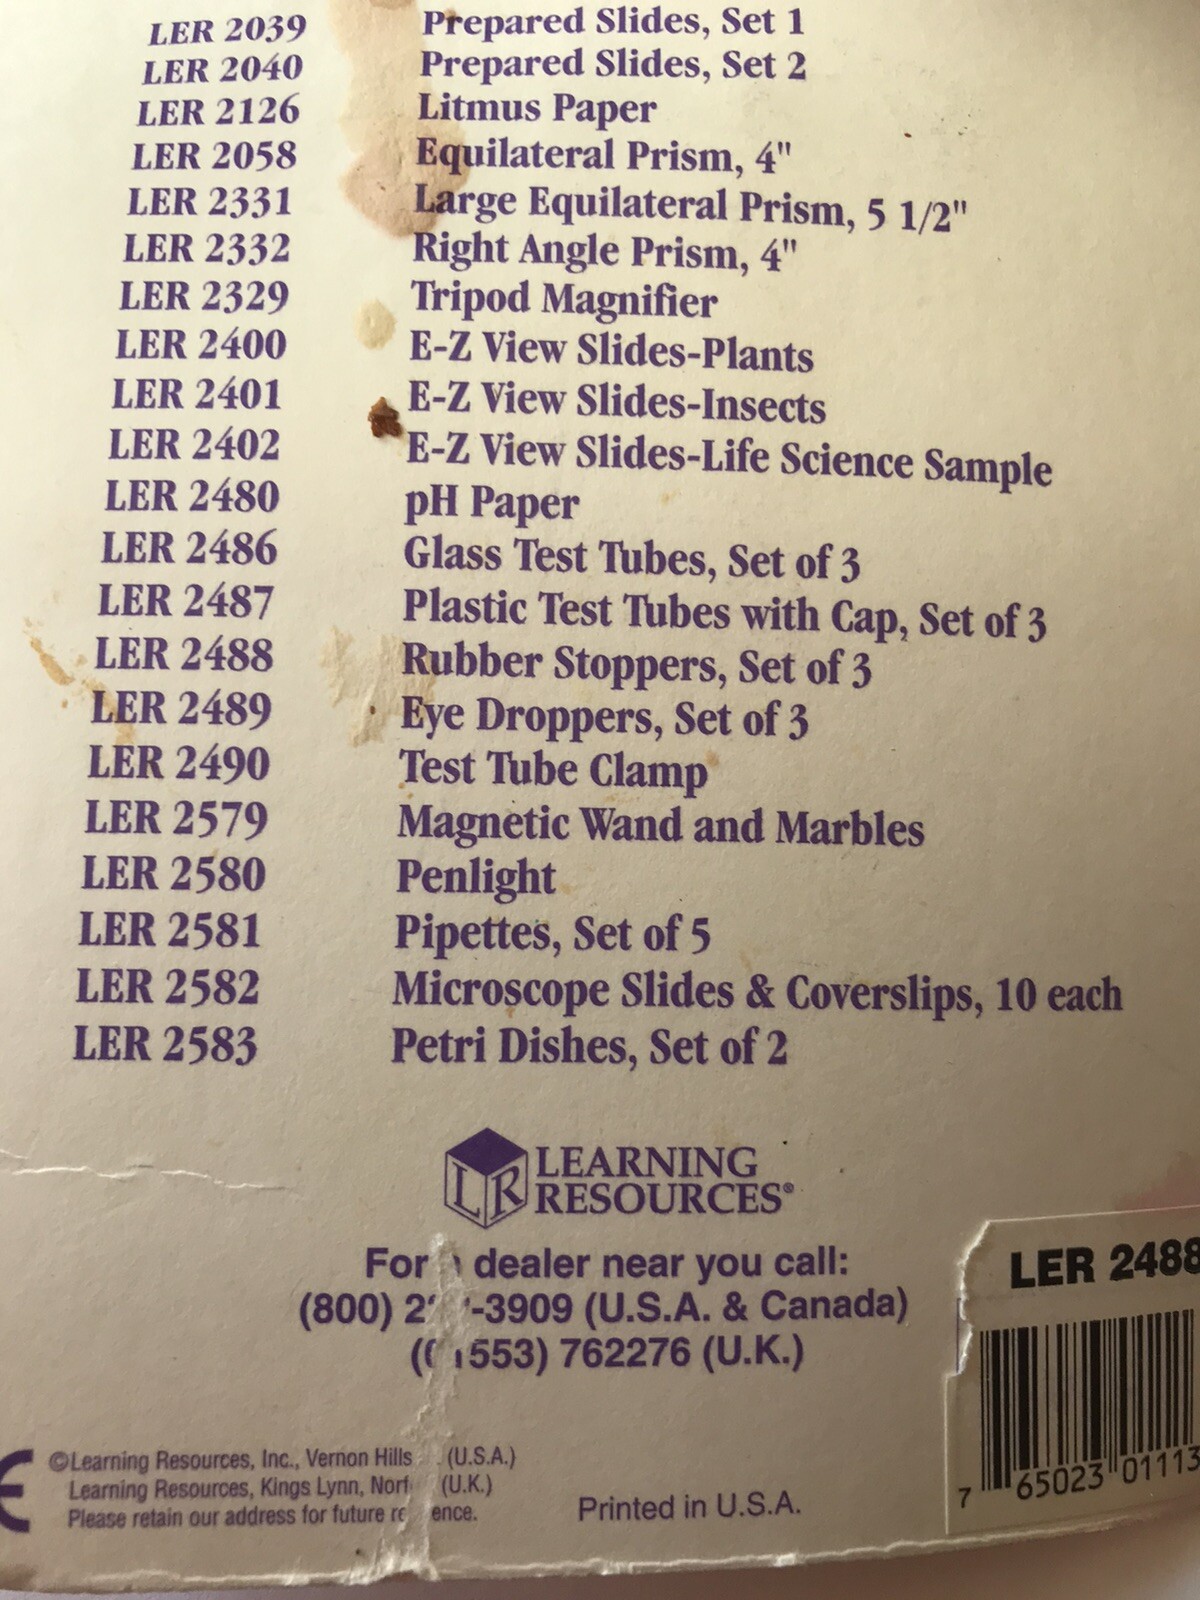 LER 2039 Prepared Slides, Set 1
LER 2040 Prepared Slides, Set 2
LER 2126 Litmus Paper
LER 2058 Equilateral Prism, 4"
LER 2331 Large Equilateral Prism, 5 1/2"
LER 2332 Right Angle Prism, 4"
LER 2329 Tripod Magnifier
LER 2400 E-Z View Slides-Plants
LER 2401 E-Z View Slides-Insects
LER 2402 E-Z View Slides-Life Science Sample
LER 2480 pH Paper
LER 2486 Glass Test Tubes, Set of 3
LER 2487 Plastic Test Tubes with Cap, Set of 3
LER 2488 Rubber Stoppers, Set of 3
LER 2489 Eye Droppers, Set of 3
LER 2490 Test Tube Clamp
LER 2579 Magnetic Wand and Marbles
LER 2580 Penlight
LER 2581 Pipettes, Set of 5
LER 2582 Microscope Slides & Coverslips, 10 each
LER 2583 Petri Dishes, Set of 2
LR LEARNING
RESOURCES®
For dealer near you call:
(800) -3909 (U.S.A. & Canada)
762276 (U.K.)
LER 2488
7 65023 01113
CE
©Learning Resources, Inc., Vernon Hills (U.S.A.)
Learning Resources, Kings Lynn, (U.K.)
Please retain our address for future
Printed in U.S.A.